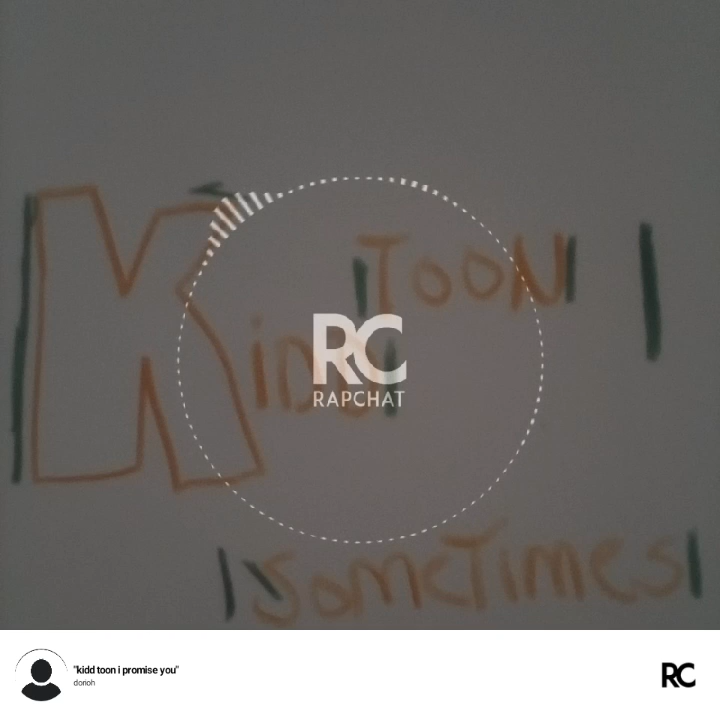 TOON
Kidd
RC
RAPCHAT
SOMETIMES
"kidd toon i promise you"
dorioh
RC